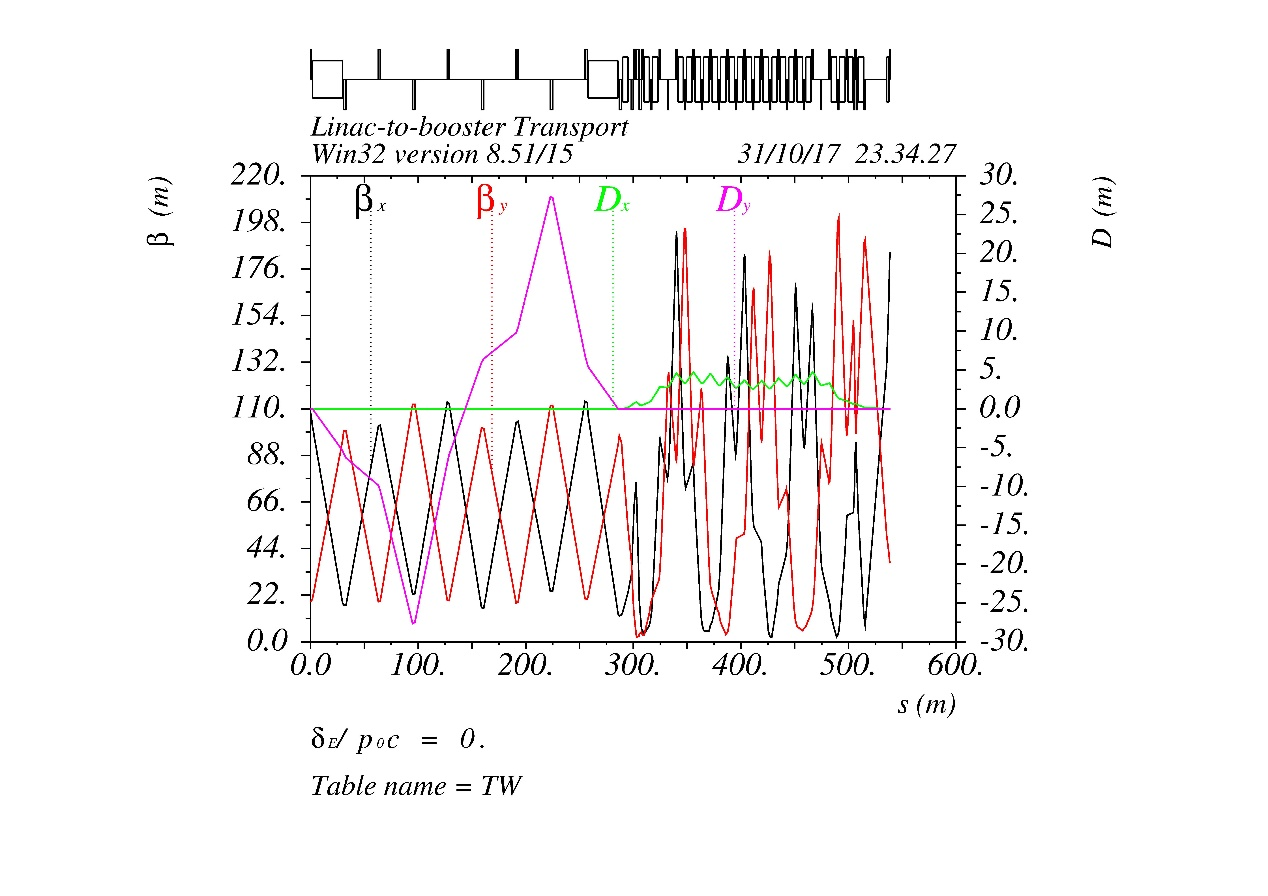 Linac-to-booster Transport
Win32 version 8.51/15 31/10/17 23.34.27
β (m)
220.
198.
176.
154.
132.
110.
88.
66.
44.
22.
0.0
βx βy Dx Dy
30.
25.
20.
15.
10.
5.
0.0
-5.
-10.
-15.
-20.
-25.
-30.
D (m)
0.0 100. 200. 300. 400. 500. 600.
s (m)
δE/ p0c = 0.
Table name = TW